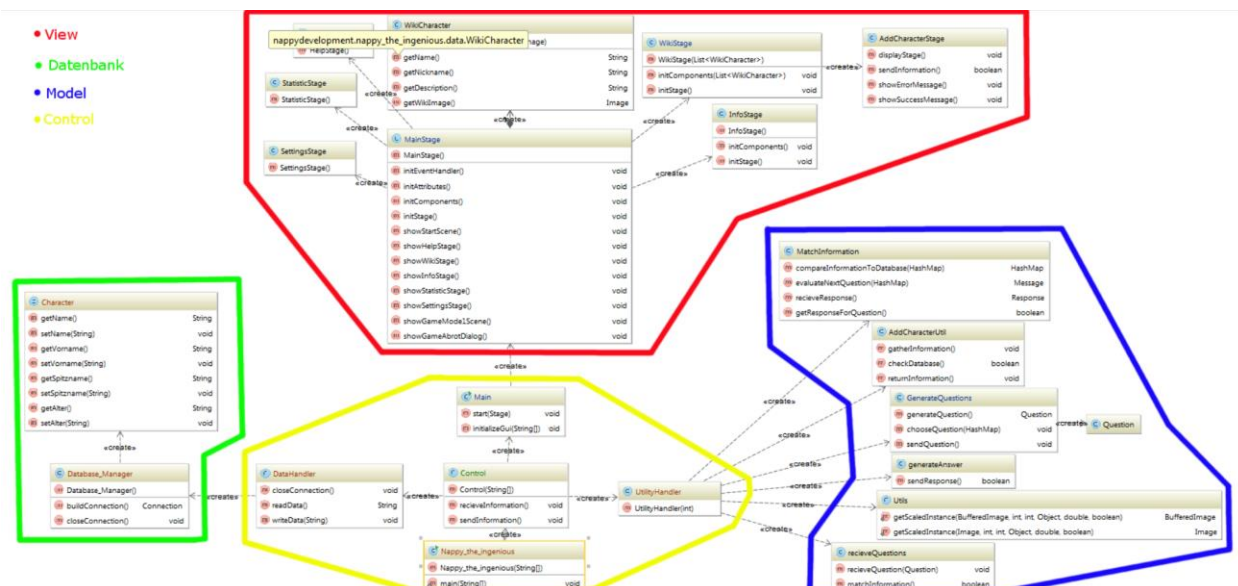 View
Datenbank
Model
Control
WikiCharacter
nappydevelopment.nappy_the_ingenious.data.WikiCharacter
nage)
HelpStage()
getName() String
getNickname() String
getDescription() String
getWikiImage() Image
StatisticStage
StatisticStage()
SettingsStage
SettingsStage()
«create»
«create»
«create»
MainStage
MainStage()
initEventHandler() void
initAttributes() void
initComponents() void
initStage() void
showStartScene() void
showHelpStage() void
showWikiStage() void
showInfoStage() void
showStatisticStage() void
showSettingsStage() void
showGameMode1Scene() void
showGameAbrotDialog() void
«create»
«create»
WikiStage
WikiStage(List<WikiCharacter>)
initComponents(List<WikiCharacter>) void
initStage() void
«create»
AddCharacterStage
displayStage() void
sendInformation() boolean
showErrorMessage() void
showSuccessMessage() void
InfoStage
InfoStage()
initComponents() void
initStage() void
Character
getName() String
setName(String) void
getVorname() String
setVorname(String) void
getSpitzname() String
setSpitzname(String) void
getAlter() String
setAlter(String) void
«create»
Database_Manager
Database_Manager()
buildConnection() Connection
closeConnection() void
«create»
«create»
Main
start(Stage) void
initializeGui(String[]) oid
«create»
DataHandler
closeConnection() void
readData() String
writeData(String) void
«create»
Control
Control(String[])
recieveInformation() void
sendInformation() void
«create»
«create»
UtilityHandler
UtilityHandler(int)
Nappy_the_ingenious
Nappy_the_ingenious(String[])
main(String[]) void
MatchInformation
compareInformationToDatabase(HashMap) HashMap
evaluateNextQuestion(HashMap) Message
recieveResponse() Response
getResponseForQuestion() boolean
«create»
AddCharacterUtil
gatherInformation() void
checkDatabase() boolean
returnInformation() void
«create»
GenerateQuestions
generateQuestion() Question
chooseQuestion(HashMap) void
sendQuestion() void
«create»
Question
«create»
generateAnswer
sendResponse() boolean
«create»
Utils
getScaledInstance(BufferedImage, int, int, Object, double, boolean) BufferedImage
getScaledInstance(Image, int, int, Object, double, boolean) Image
«create»
recieveQuestions
recieveQuestion(Question) void
matchInformation() boolean